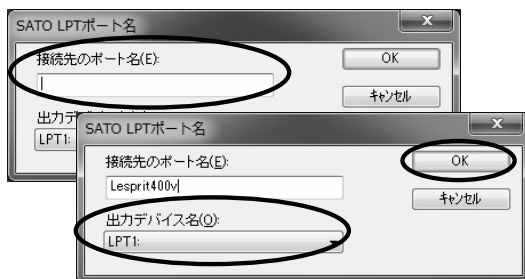 SATO LPTポート名
接続先のポート名(E):
OK
キャンセル
出力デ
LPT1:
SATO LPTポート名
接続先のポート名(E):
Lesprit400v
OK
キャンセル
出力デバイス名(O):
LPT1: